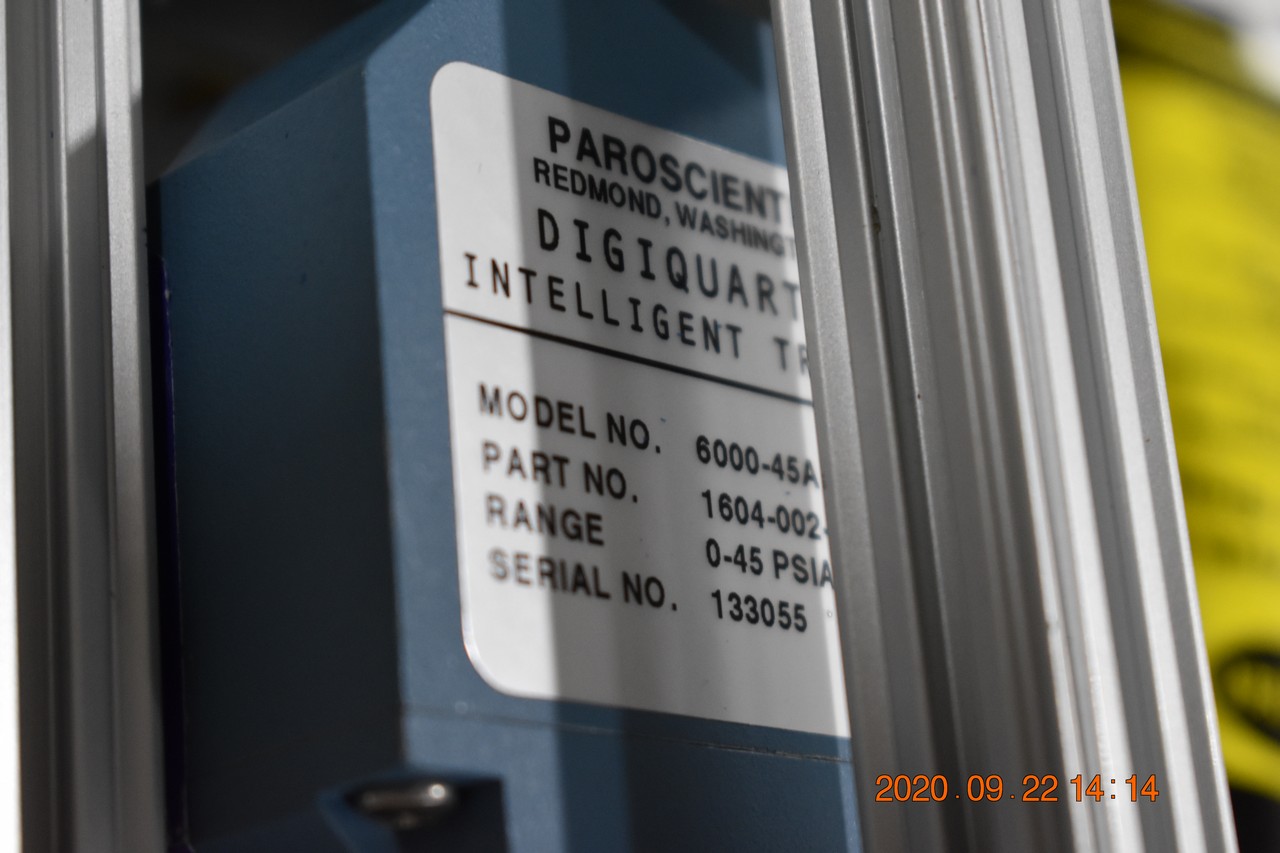 PAROSCIENT
REDMOND, WASHINGT
DIGIQUART
INTELLIGENT TR
MODEL NO. 6000-45A
PART NO. 1604-002-
RANGE 0-45 PSIA
SERIAL NO. 133055
2020.09.22 14:14